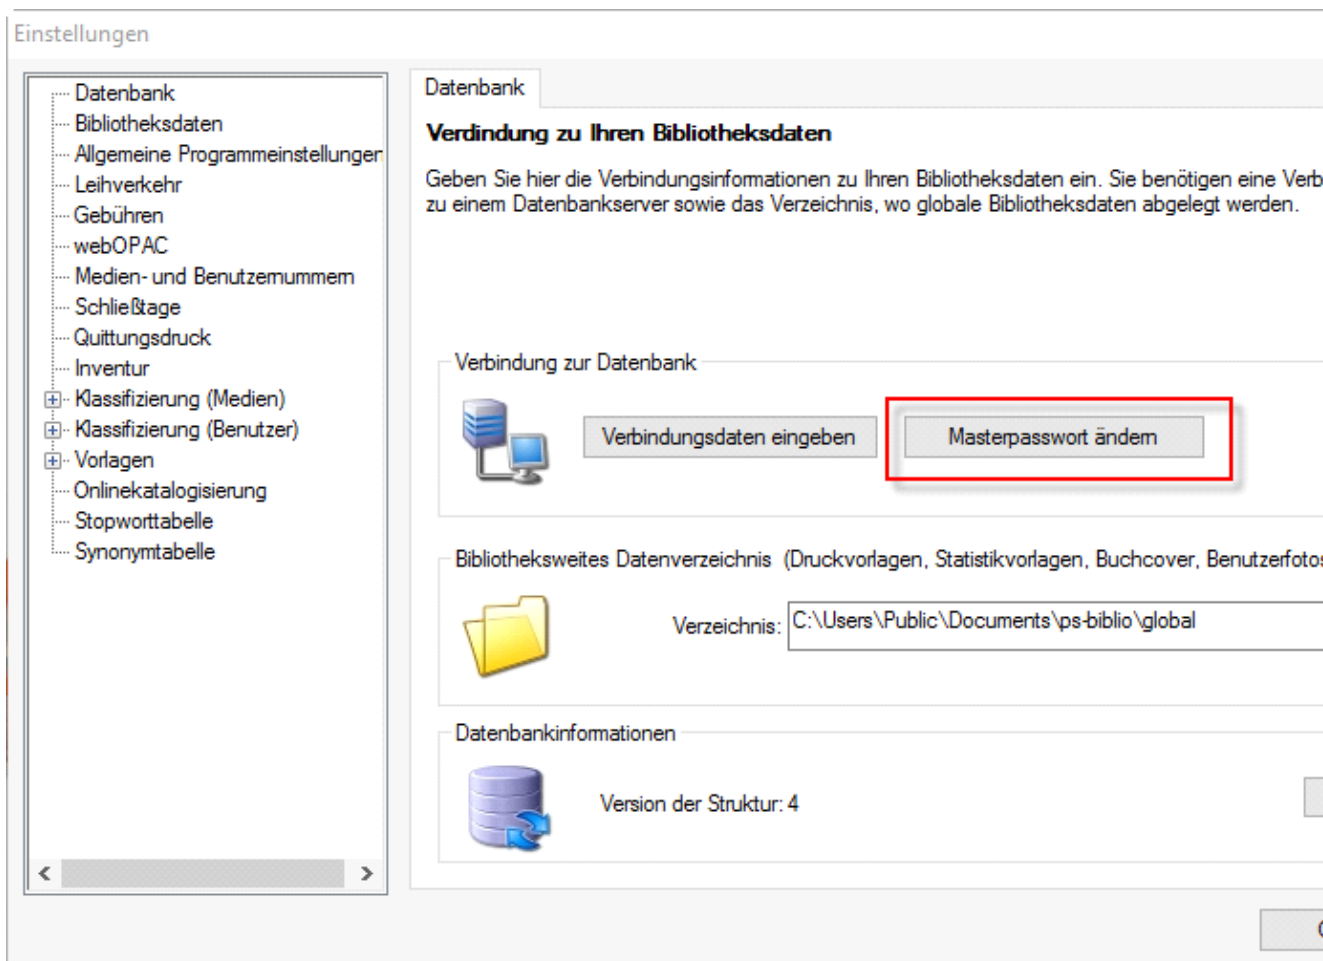 Einstellungen
Datenbank
Bibliotheksdaten
Allgemeine Programmeinstellungen
Leihverkehr
Gebühren
webOPAC
Medien- und Benutzernummern
Schließtage
Quittungsdruck
Inventur
Klassifizierung (Medien)
Klassifizierung (Benutzer)
Vorlagen
Onlinekatalogisierung
Stopworttabelle
Synonymtabelle
Datenbank
Verdindung zu Ihren Bibliotheksdaten
Geben Sie hier die Verbindungsinformationen zu Ihren Bibliotheksdaten ein. Sie benötigen eine Verb
zu einem Datenbankserver sowie das Verzeichnis, wo globale Bibliotheksdaten abgelegt werden.
Verbindung zur Datenbank
Verbindungsdaten eingeben
Masterpasswort ändern
Bibliotheksweites Datenverzeichnis (Druckvorlagen, Statistikvorlagen, Buchcover, Benutzerfotos
Verzeichnis: C:\Users\Public\Documents\ps-biblio\global
Datenbankinformationen
Version der Struktur: 4